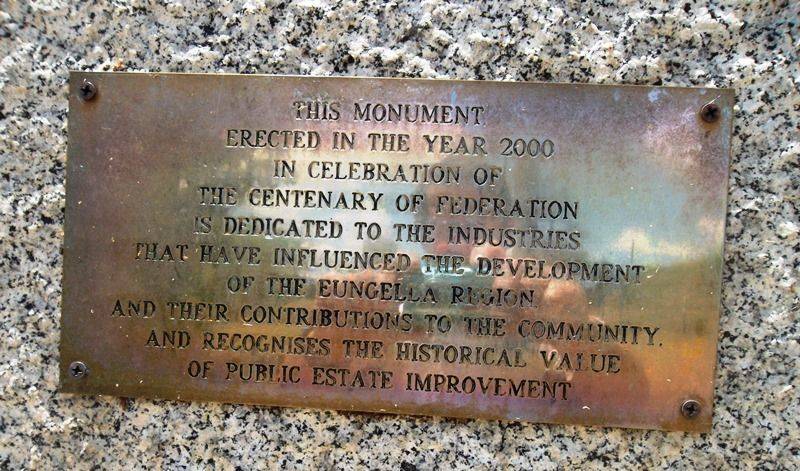 THIS MONUMENT
ERECTED IN THE YEAR 2000
IN CELEBRATION OF
THE CENTENARY OF FEDERATION
IS DEDICATED TO THE INDUSTRIES
THAT HAVE INFLUENCED THE DEVELOPMENT
OF THE EUNGELLA REGION
AND THEIR CONTRIBUTIONS TO THE COMMUNITY.
AND RECOGNISES THE HISTORICAL VALUE
OF PUBLIC ESTATE IMPROVEMENT